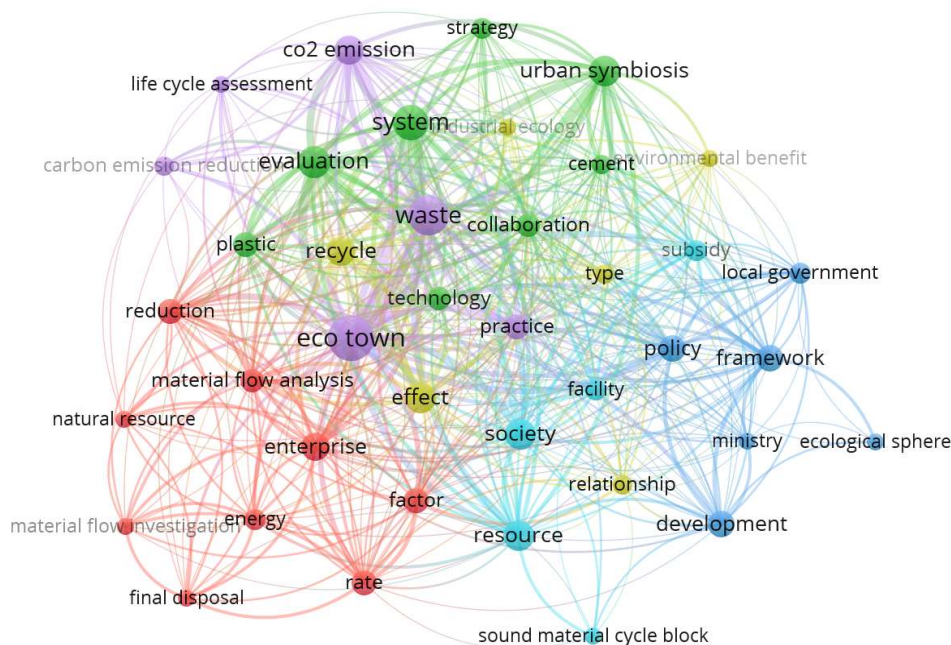 strategy
co2 emission
urban symbiosis
life cycle assessment
system
industrial ecology
evaluation
cement
environmental benefit
carbon emission reduction
waste
collaboration
plastic
recycle
subsidy
type
local government
technology
reduction
practice
eco town
policy
framework
material flow analysis
effect
facility
natural resource
society
ministry
ecological sphere
enterprise
relationship
factor
material flow investigation
energy
resource
development
rate
final disposal
sound material cycle block